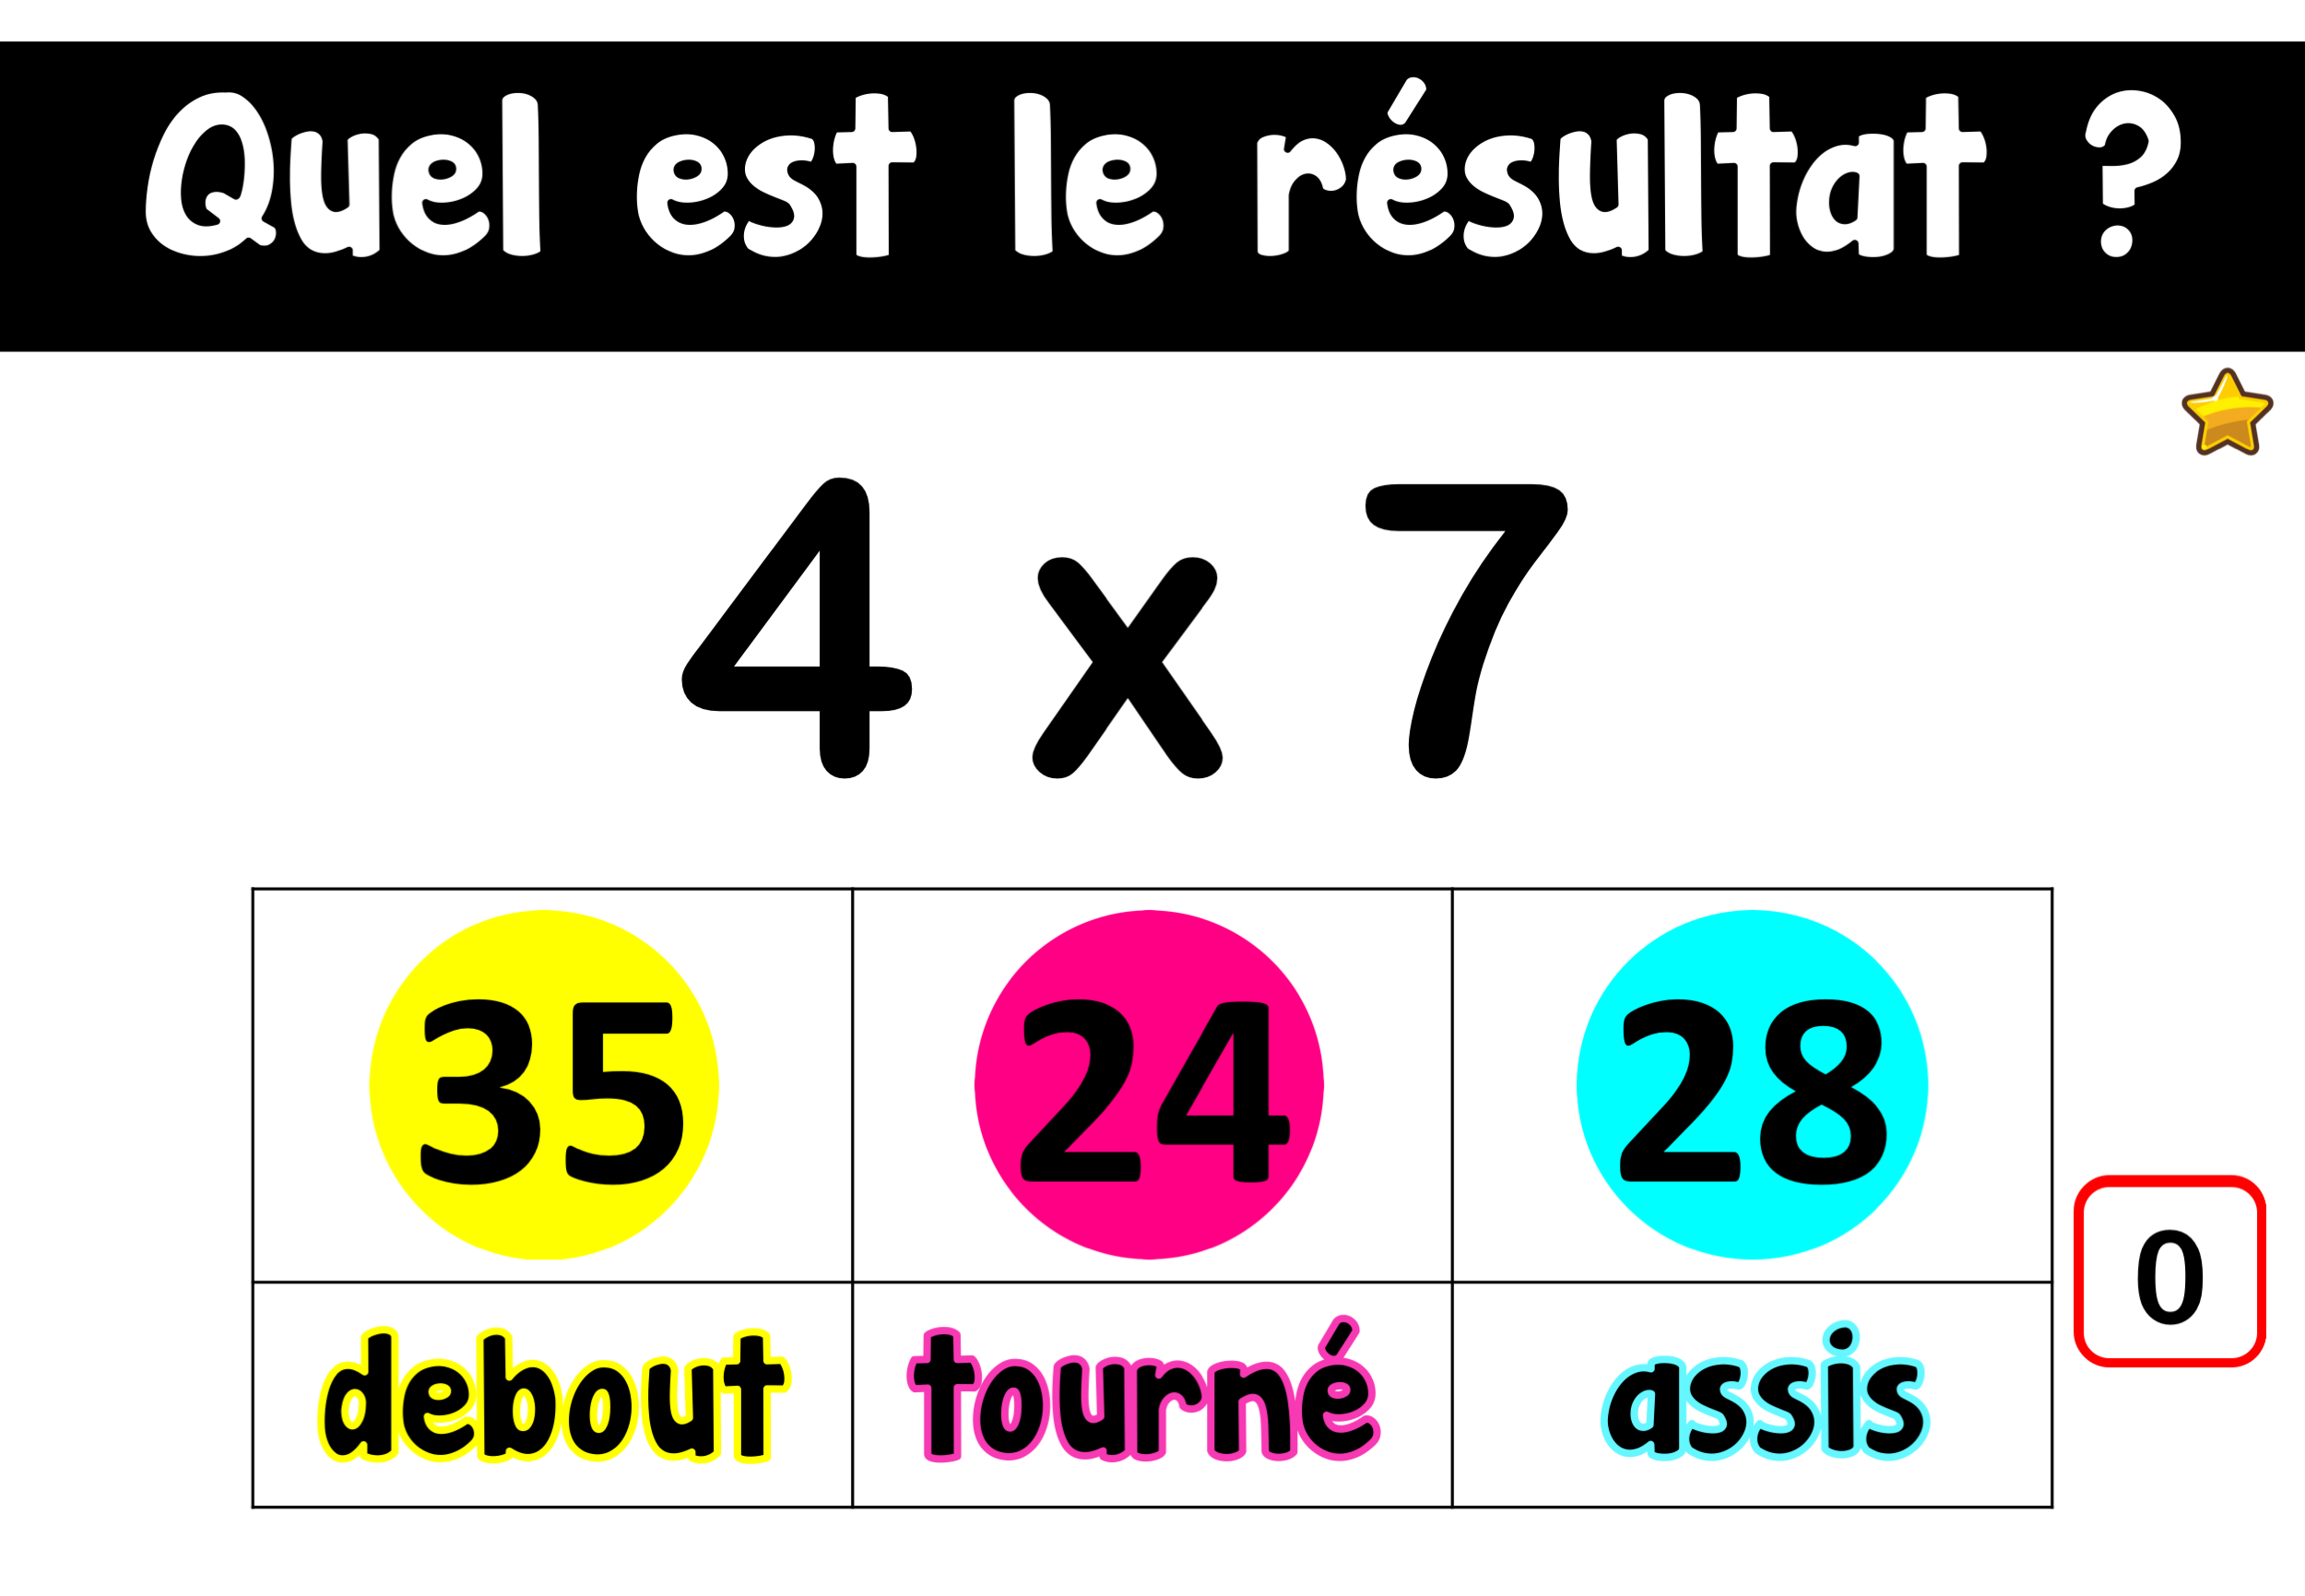 Quel est le résultat ?
4 x 7
35 24 28
0
debout tourné assis